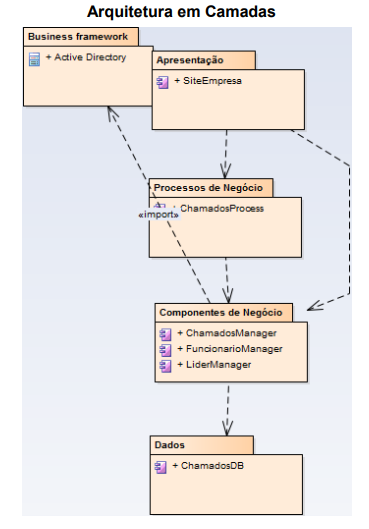 Arquitetura em Camadas
Business framework
+ Active Directory
Apresentação
+ SiteEmpresa
Processos de Negócio
+ ChamadosProcess
«import»
Componentes de Negócio
+ ChamadosManager
+ FuncionarioManager
+ LiderManager
Dados
+ ChamadosDB